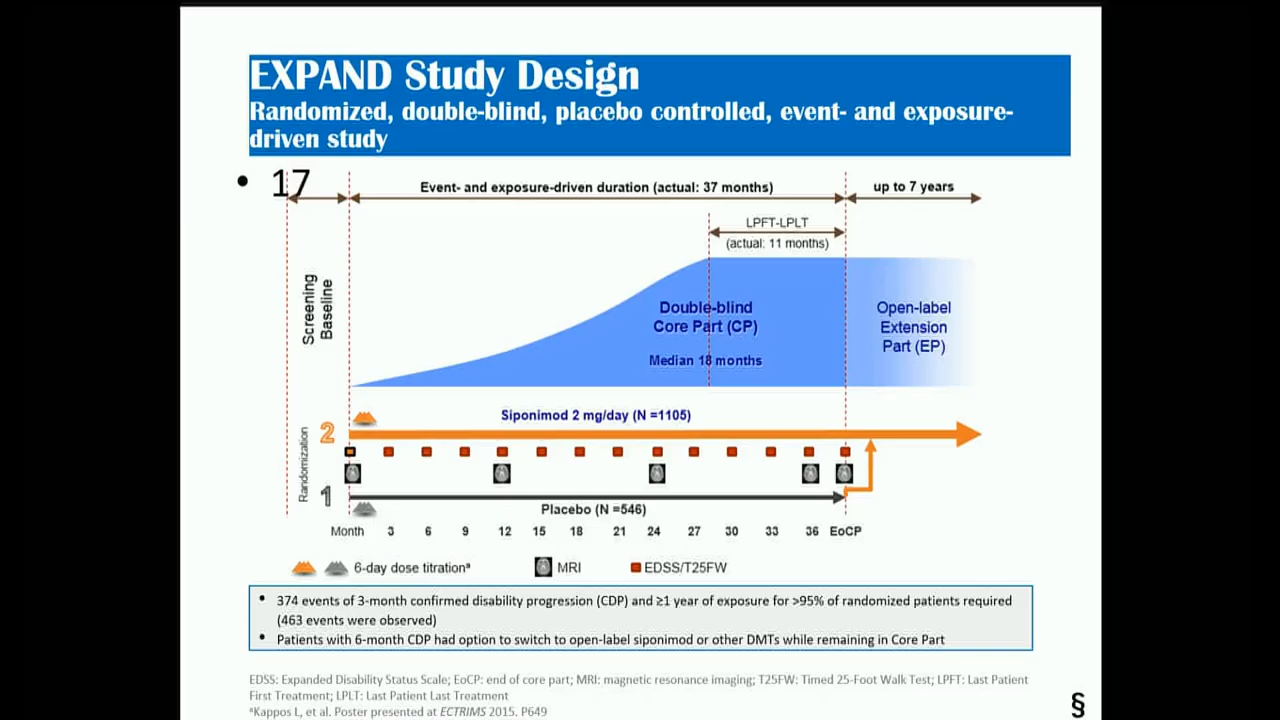 EXPAND Study Design
Randomized, double-blind, placebo controlled, event- and exposure-
driven study
• 17
Event- and exposure-driven duration (actual: 37 months)
up to 7 years
LPFT-LPLT
(actual: 11 months)
Screening
Baseline
Double-blind
Core Part (CP)
Median 18 months
Open-label
Extension
Part (EP)
Randomization
2
Siponimod 2 mg/day (N =1105)
1
Placebo (N =546)
Month 3 6 9 12 15 18 21 24 27 30 33 36 EoCP
6-day dose titrationª MRI EDSS/T25FW
• 374 events of 3-month confirmed disability progression (CDP) and ≥1 year of exposure for >95% of randomized patients required
(463 events were observed)
• Patients with 6-month CDP had option to switch to open-label siponimod or other DMTs while remaining in Core Part
EDSS: Expanded Disability Status Scale; EoCP: end of core part; MRI: magnetic resonance imaging; T25FW: Timed 25-Foot Walk Test; LPFT: Last Patient
First Treatment; LPLT: Last Patient Last Treatment
ªKappos L, et al. Poster presented at ECTRIMS 2015. P649
§